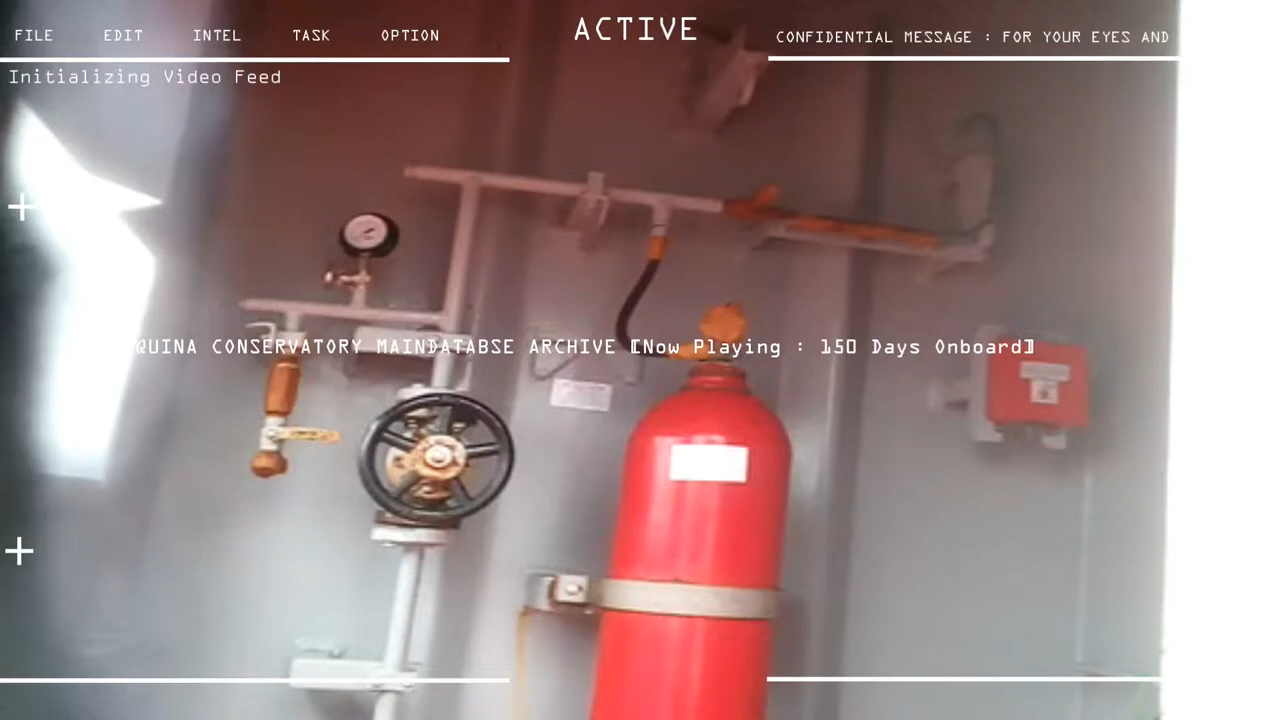 FILE EDIT INTEL TASK OPTION
ACTIVE
CONFIDENTIAL MESSAGE : FOR YOUR EYES AND
Initializing Video Feed
QUINA CONSERVATORY MAINDATABSE ARCHIVE [Now Playing : 150 Days Onboard]